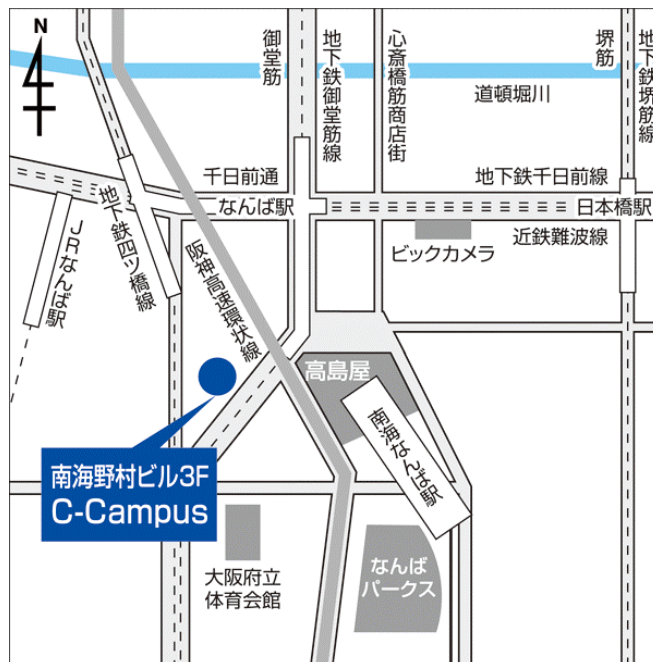 N
御堂筋
地下鉄御堂筋線
心斎橋筋商店街
堺筋
地下鉄堺筋線
道頓堀川
千日前通
地下鉄千日前線
なんば駅
日本橋駅
近鉄難波線
ビックカメラ
地下鉄四ツ橋線
JRなんば駅
阪神高速環状線
高島屋
南海なんば駅
南海野村ビル3F
C-Campus
大阪府立
体育会館
なんば
パークス